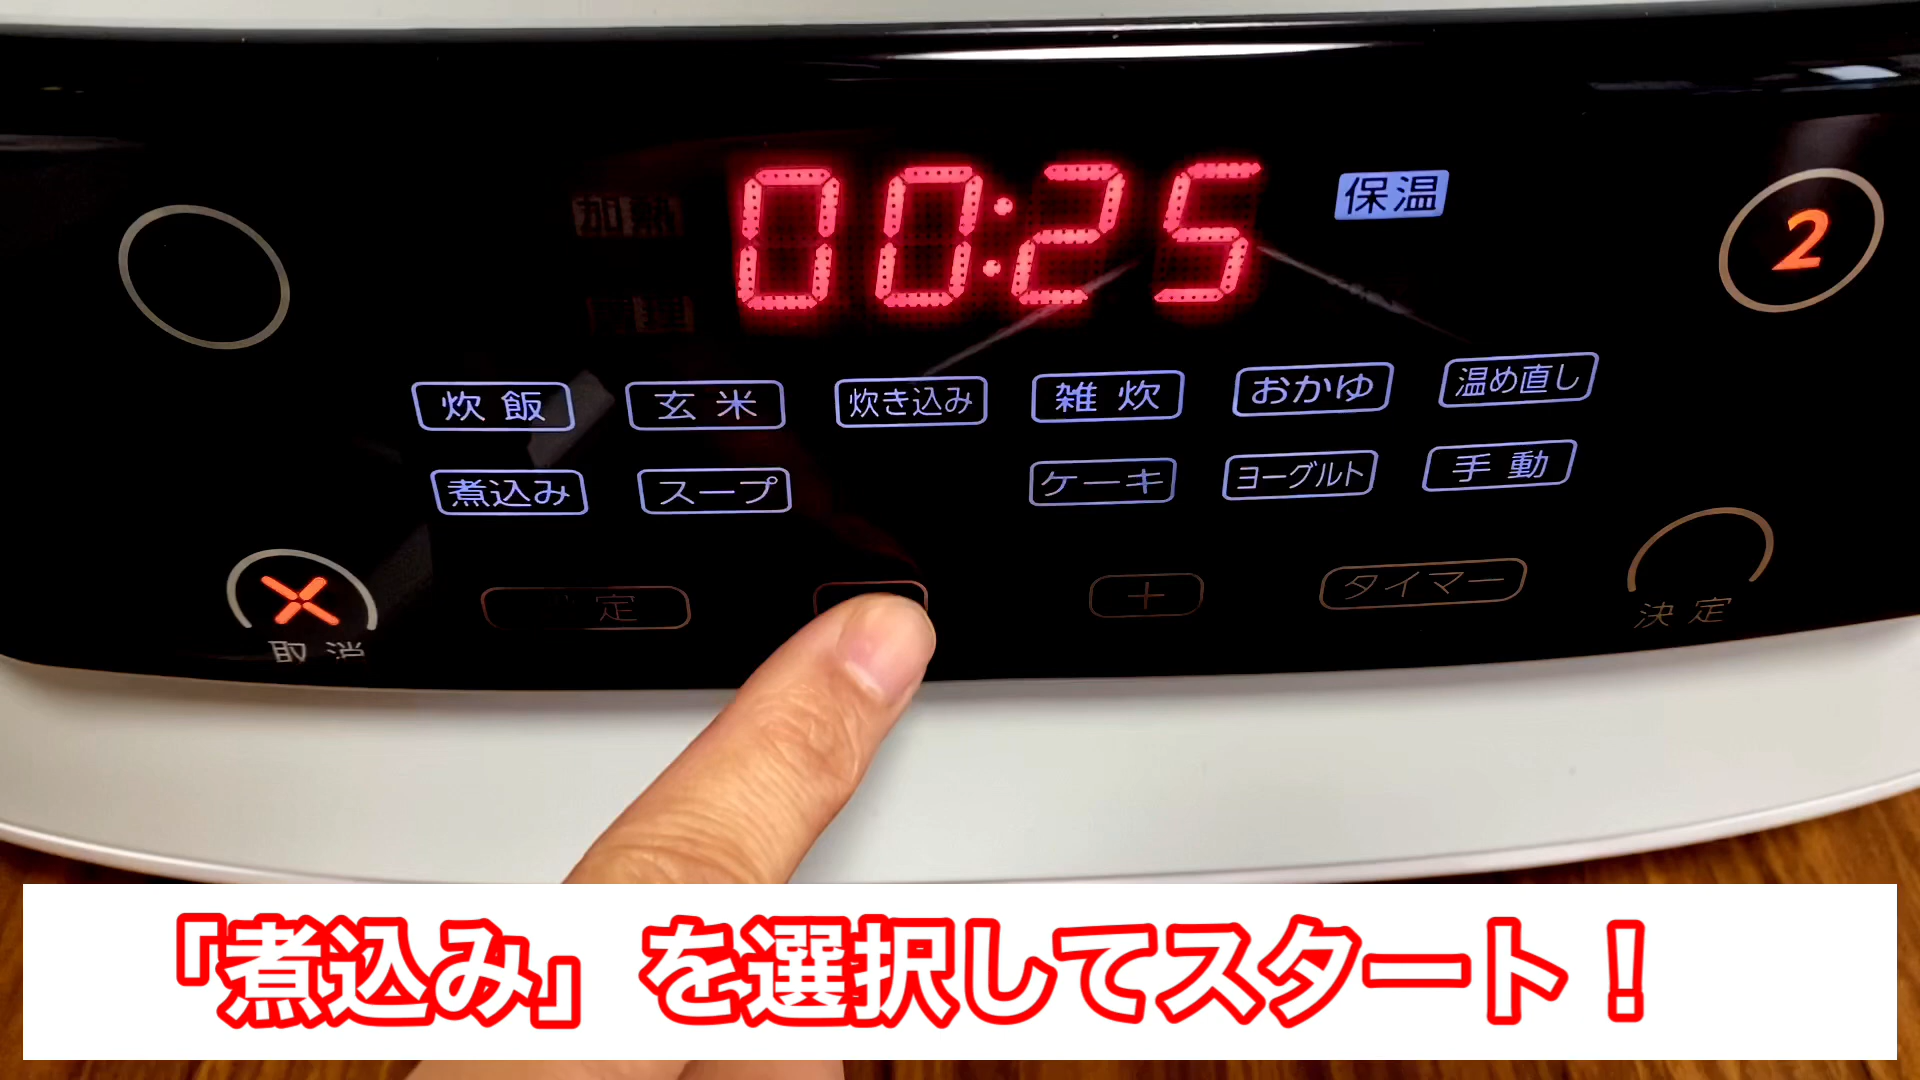 加熱
00:25
保温
2
炊飯
玄米
炊き込み
雑炊
おかゆ
温め直し
煮込み
スープ
ケーキ
ヨーグルト
手動
取消
定
+
タイマー
決定
「煮込み」を選択してスタート！